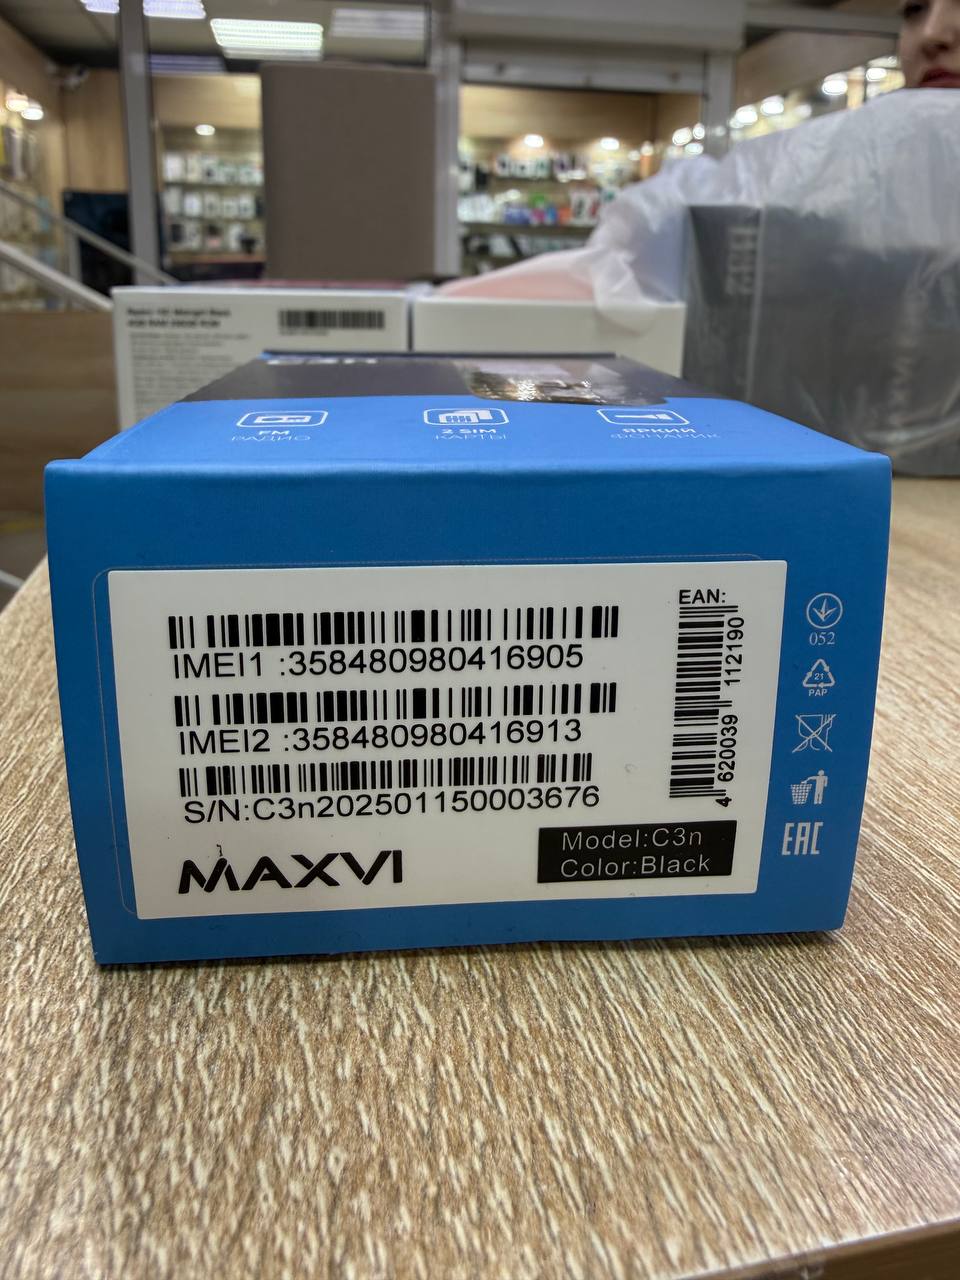 C3n
FM
РАДИО
2 SIM
КАРТЫ
ЯРКИЙ
ФОНАРИК
IMEI1 :358480980416905
IMEI2 :358480980416913
S/N:C3n202501150003676
MAXVI
EAN:
4 620039 112190
Model:C3n
Color:Black
052
21
PAP
EAC